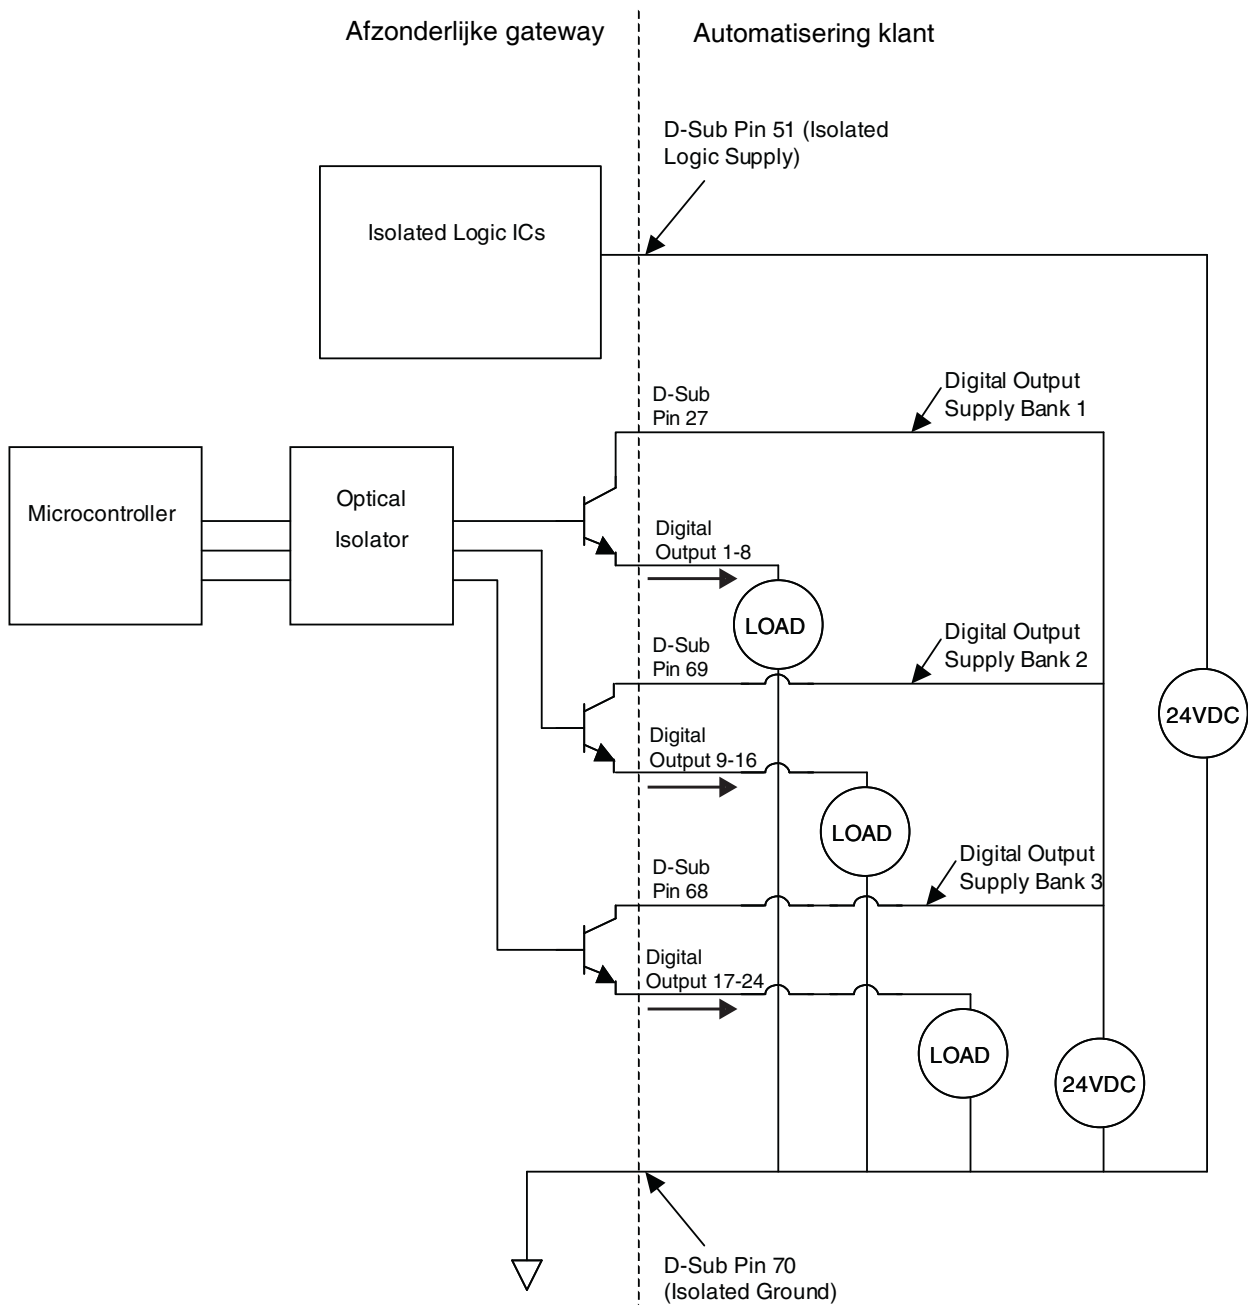 Afzonderlijke gateway
Automatisering klant
D-Sub Pin 51 (Isolated
Logic Supply)
Isolated Logic ICs
D-Sub
Pin 27
Digital Output
Supply Bank 1
Microcontroller
Optical
Isolator
Digital
Output 1-8
LOAD
D-Sub
Pin 69
Digital Output
Supply Bank 2
24VDC
Digital
Output 9-16
LOAD
D-Sub
Pin 68
Digital Output
Supply Bank 3
Digital
Output 17-24
LOAD
24VDC
D-Sub Pin 70
(Isolated Ground)